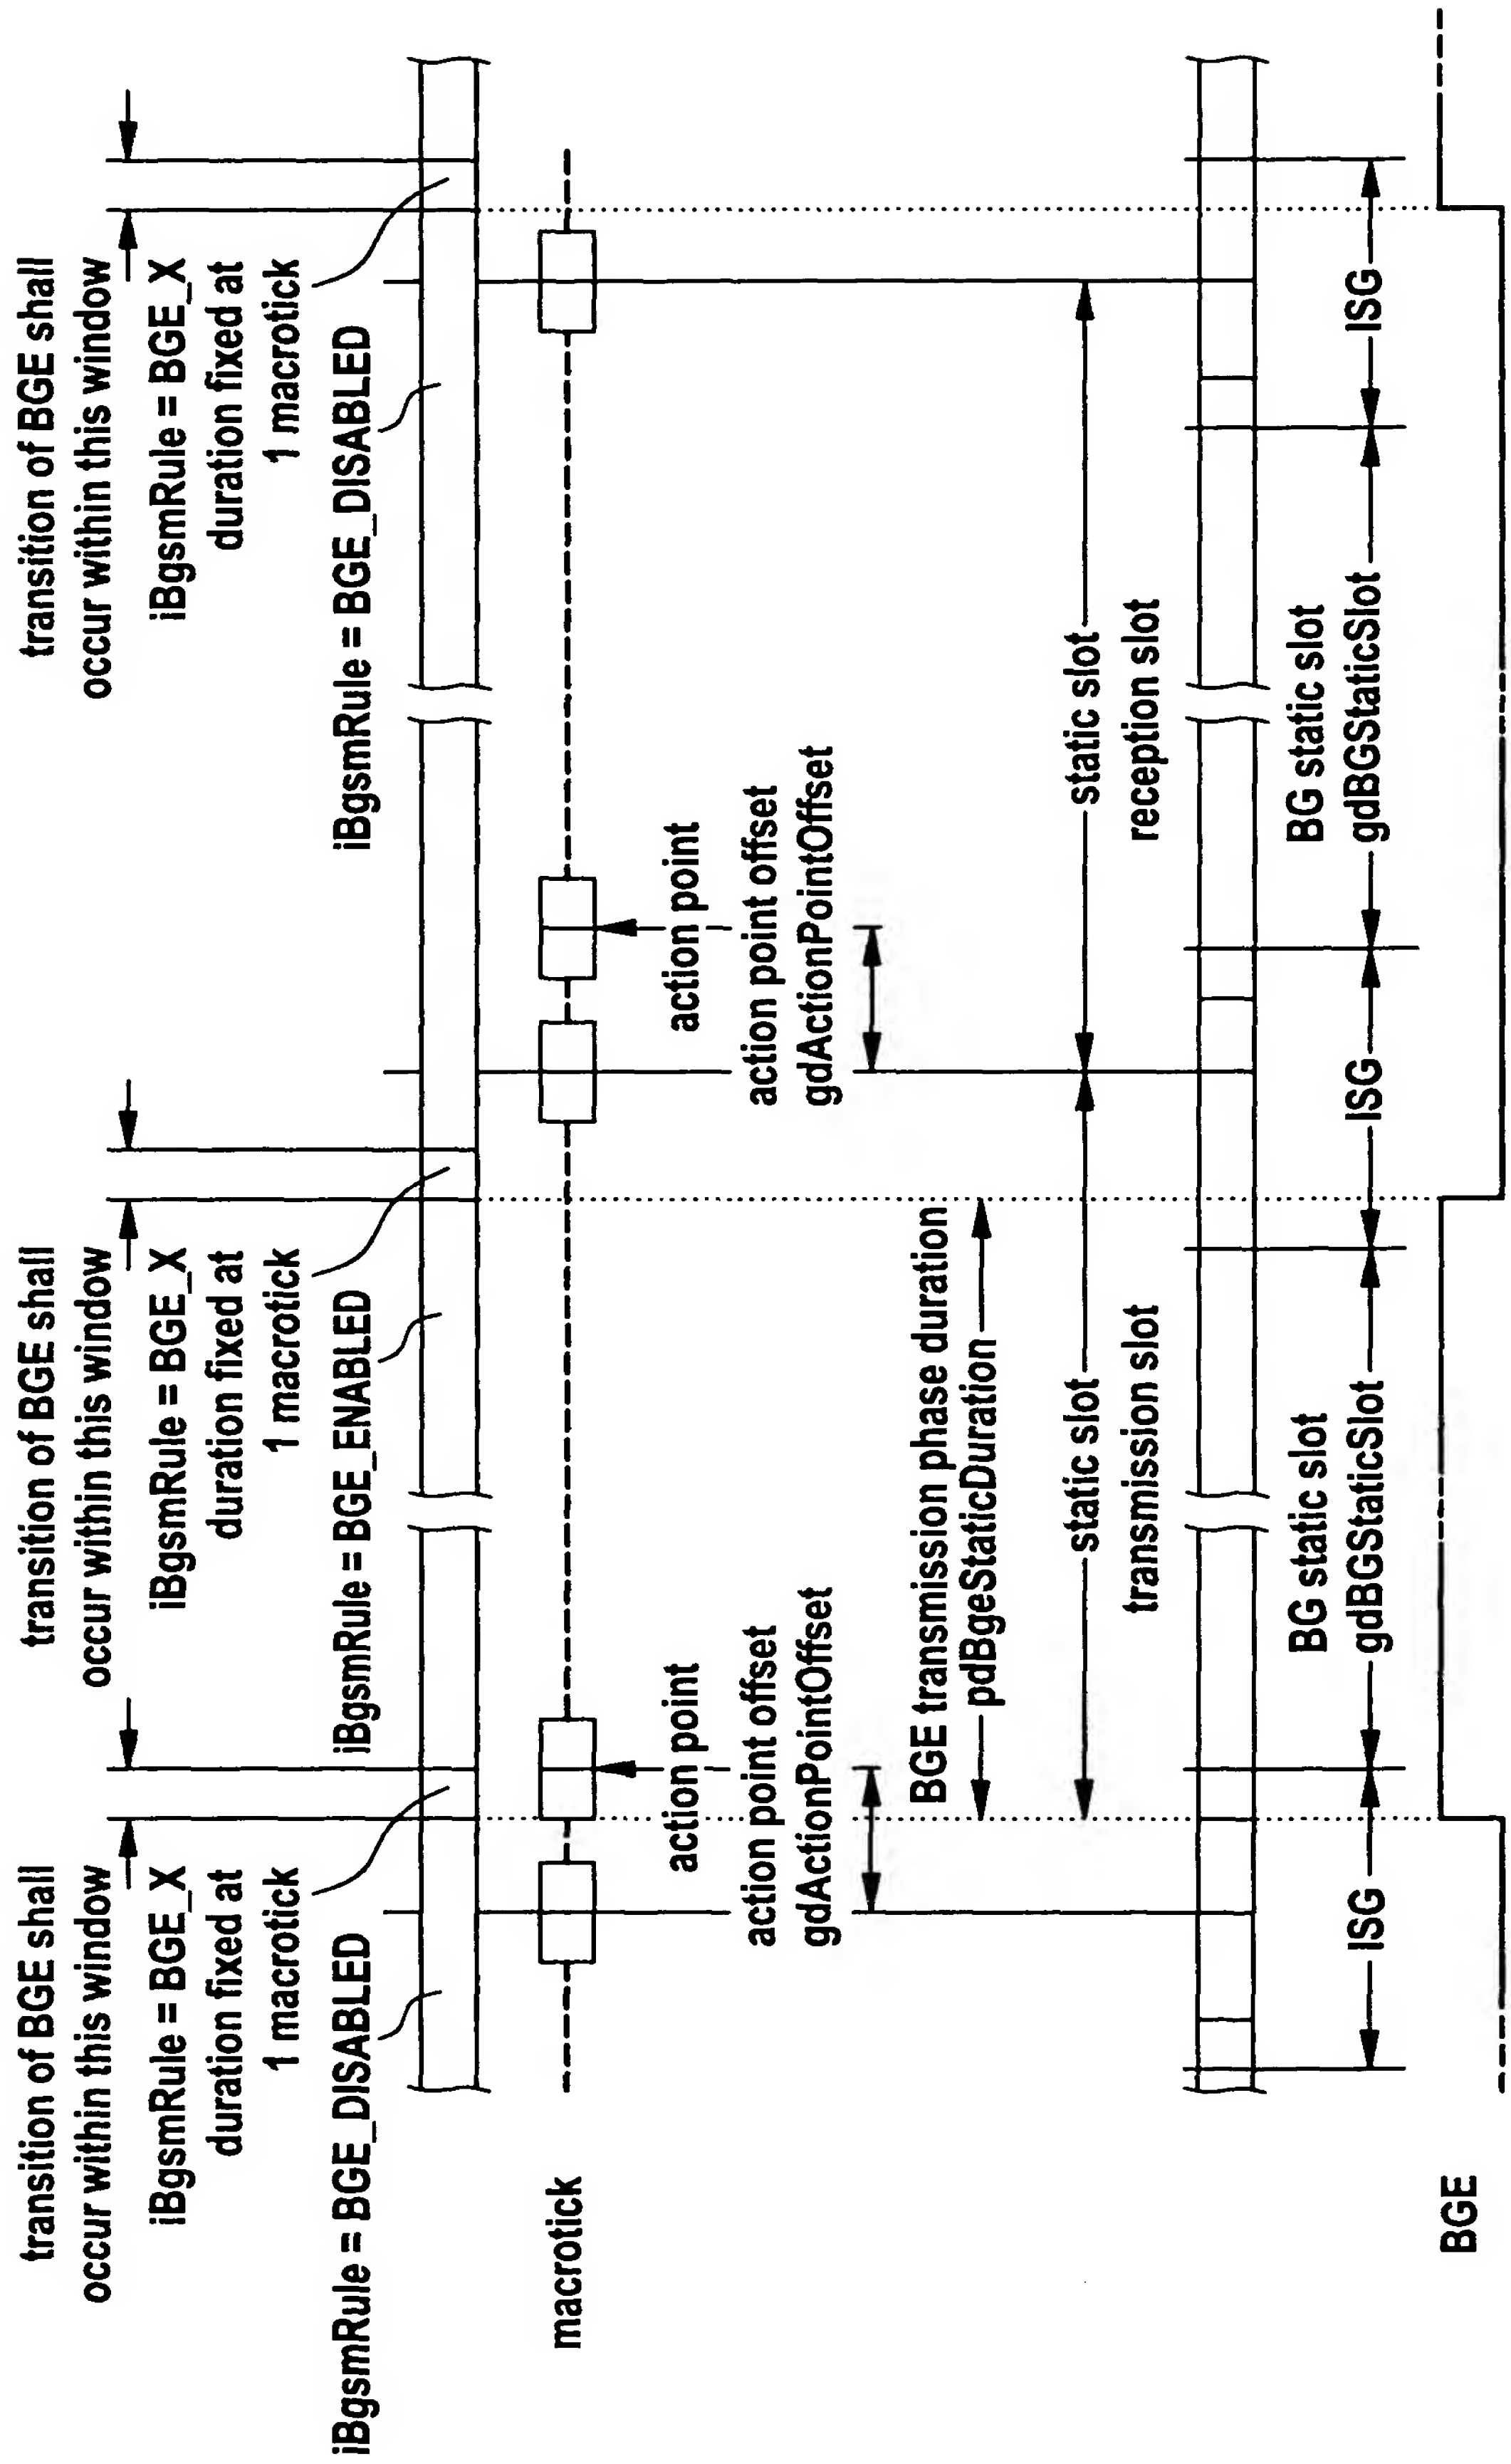 transition of BGE shall
occur within this window
iBgsmRule = BGE_X
duration fixed at
1 macrotick
iBgsmRule = BGE_DISABLED
transition of BGE shall
occur within this window
iBgsmRule = BGE_X
duration fixed at
1 macrotick
iBgsmRule = BGE_ENABLED
transition of BGE shall
occur within this window
iBgsmRule = BGE_X
duration fixed at
1 macrotick
iBgsmRule = BGE_DISABLED
macrotick
action point
action point offset
gdActionPointOffset
action point
action point offset
gdActionPointOffset
BGE transmission phase duration
pdBgeStaticDuration
static slot
transmission slot
static slot
reception slot
ISG
BG static slot
gdBGStaticSlot
ISG
BG static slot
gdBGStaticSlot
ISG
BGE